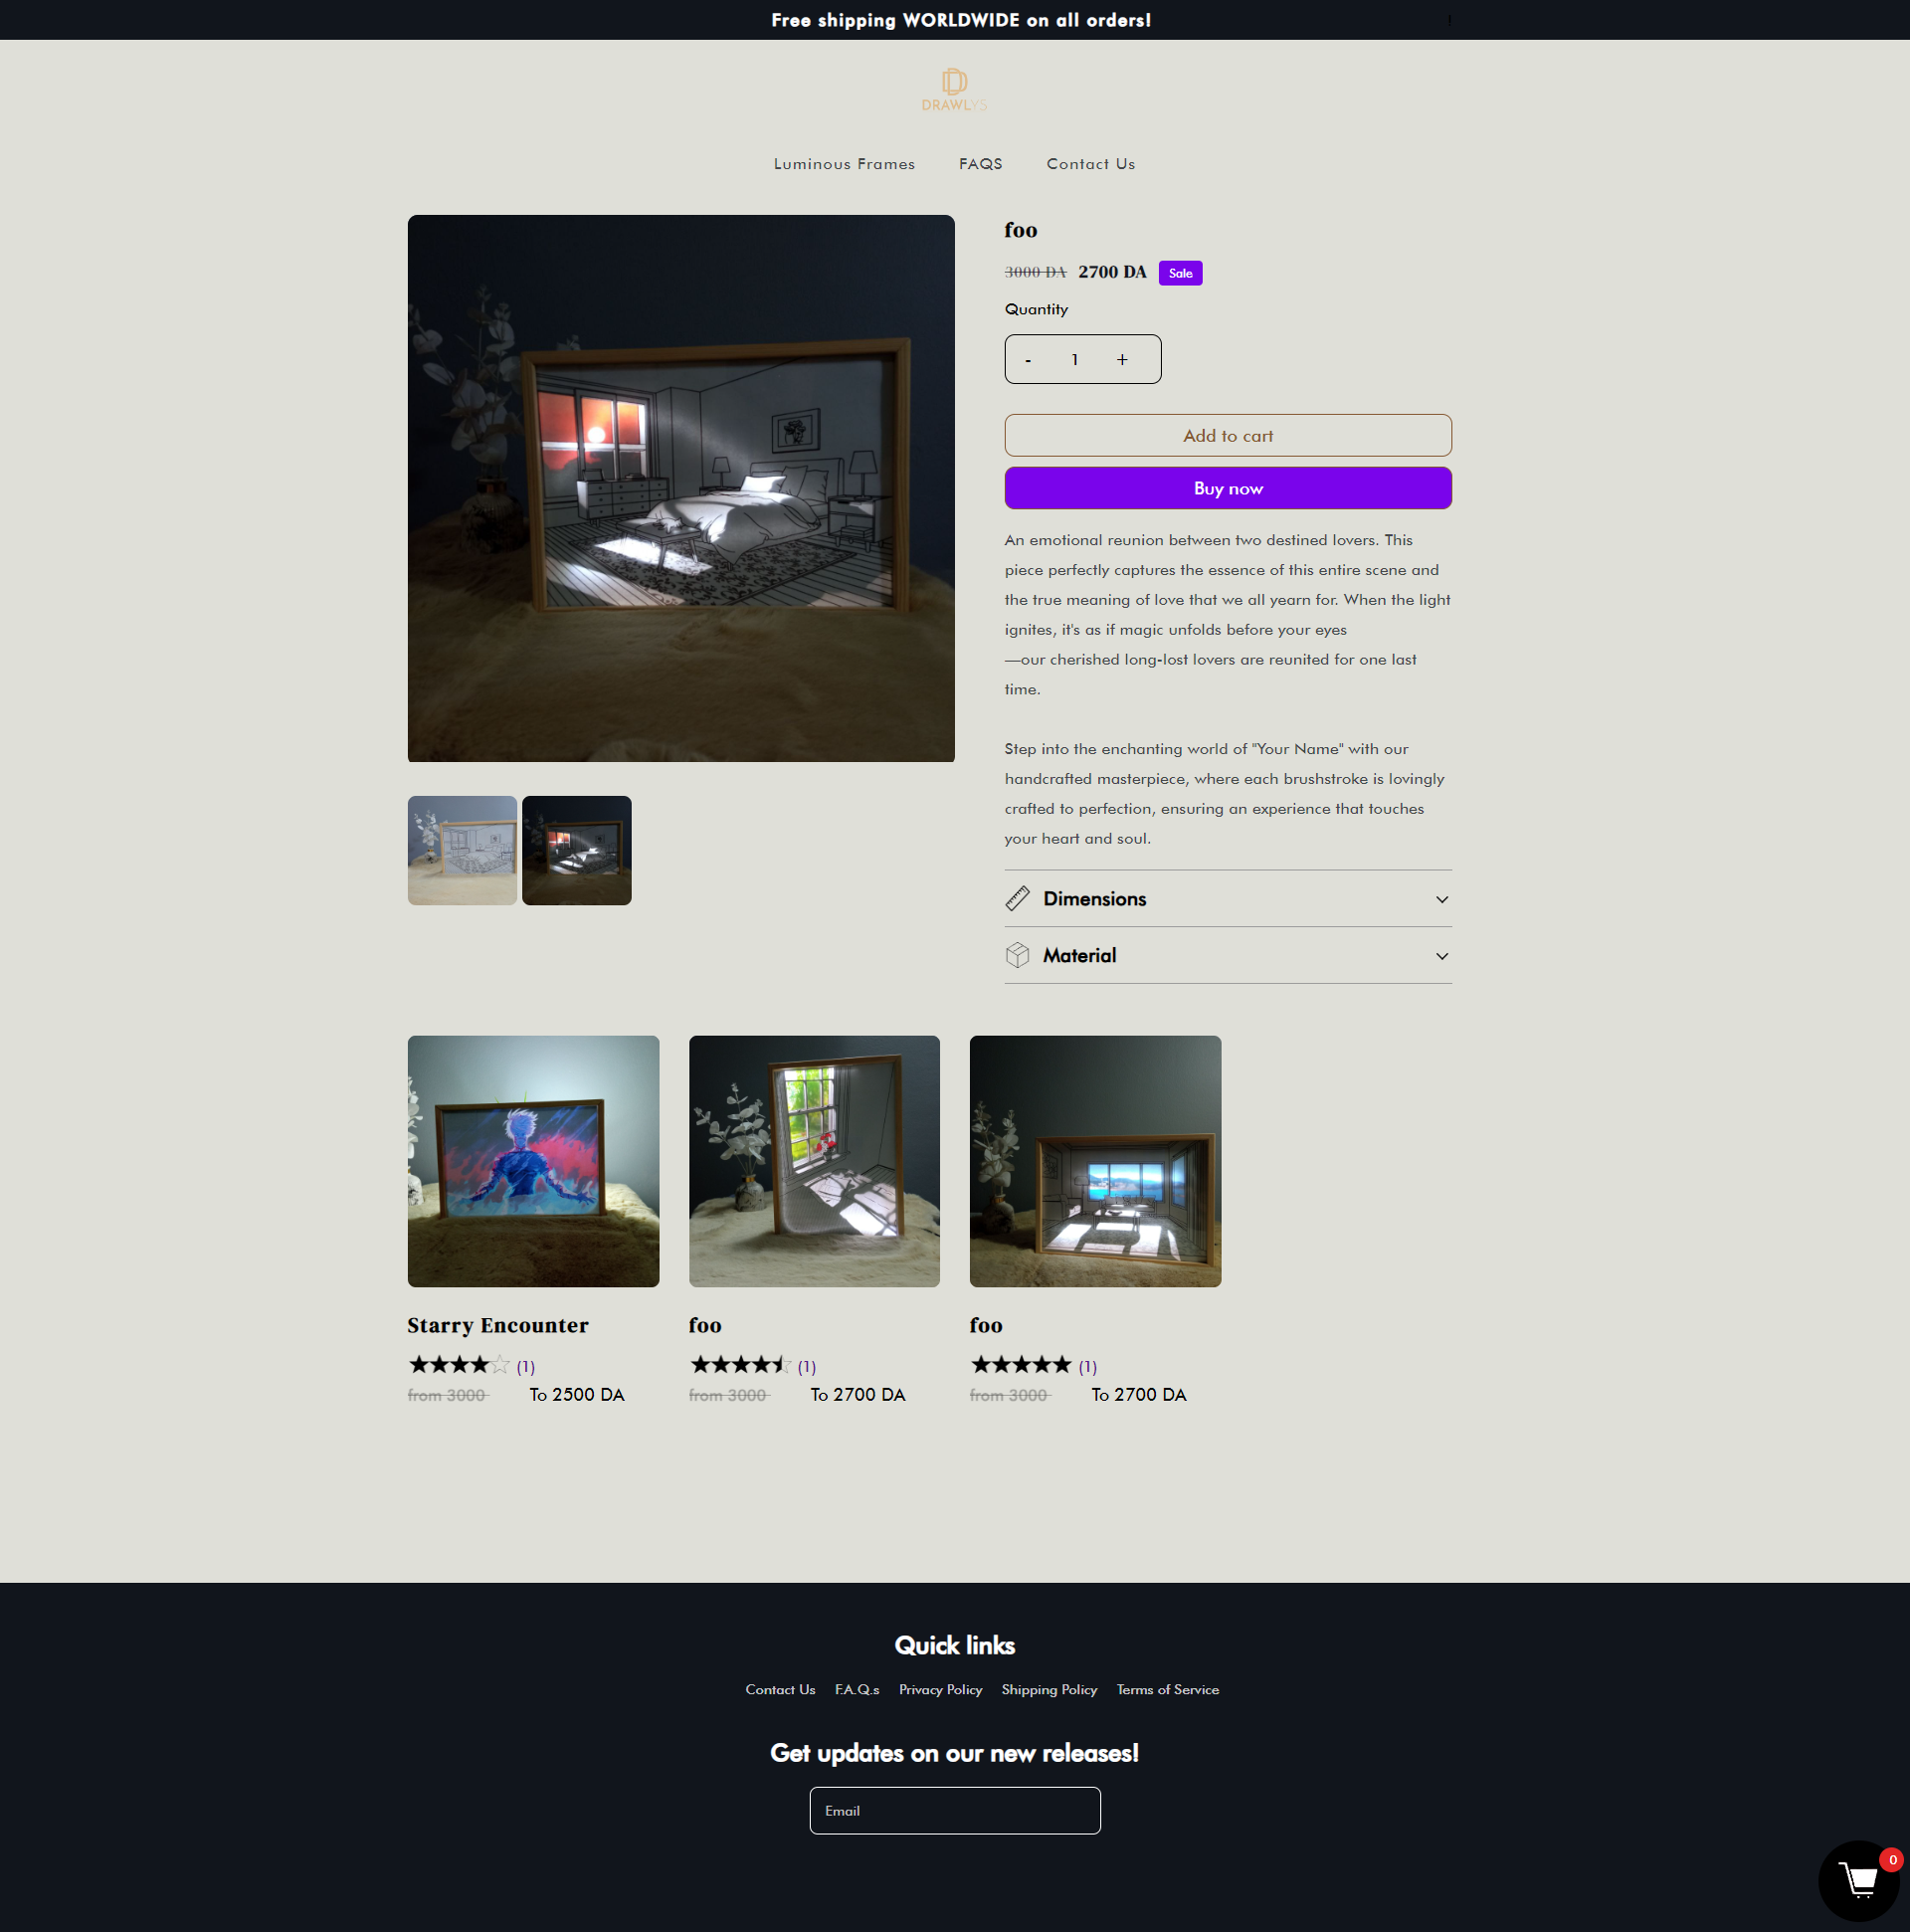 Free shipping WORLDWIDE on all orders!
!
DRAWLYS
Luminous Frames FAQS Contact Us
foo
3000 DA 2700 DA Sale
Quantity
- 1 +
Add to cart
Buy now
An emotional reunion between two destined lovers. This
piece perfectly captures the essence of this entire scene and
the true meaning of love that we all yearn for. When the light
ignites, it's as if magic unfolds before your eyes
—our cherished long-lost lovers are reunited for one last
time.
Step into the enchanting world of "Your Name" with our
handcrafted masterpiece, where each brushstroke is lovingly
crafted to perfection, ensuring an experience that touches
your heart and soul.
Dimensions
Material
Starry Encounter
(1)
from 3000 To 2500 DA
foo
(1)
from 3000 To 2700 DA
foo
(1)
from 3000 To 2700 DA
Quick links
Contact Us F.A.Q.s Privacy Policy Shipping Policy Terms of Service
Get updates on our new releases!
Email
0